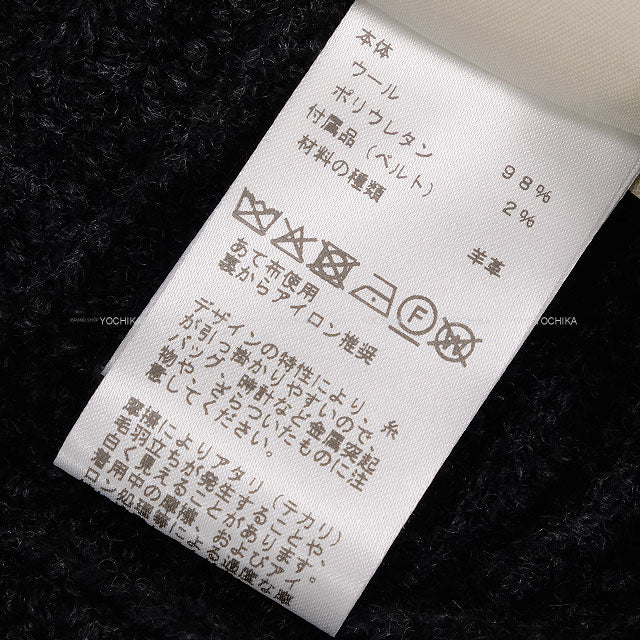 本体
ウール 98%
ポリウレタン 2%
付属品(ベルト)
材料の種類 羊革
F
W
あて布使用
裏からアイロン推奨
デザインの特性により、糸
が引っ掛かりやすいので、
バッグ、時計など金属突起
物や、ざらついたものに注
意してください。
摩擦によりアタリ(テカリ)
毛羽立ちが発生することや、
白く見えることがあります。
着用中の摩擦、およびアイ
ロン処理
BRAND SHOP YOCHIKA
YOCHIKA